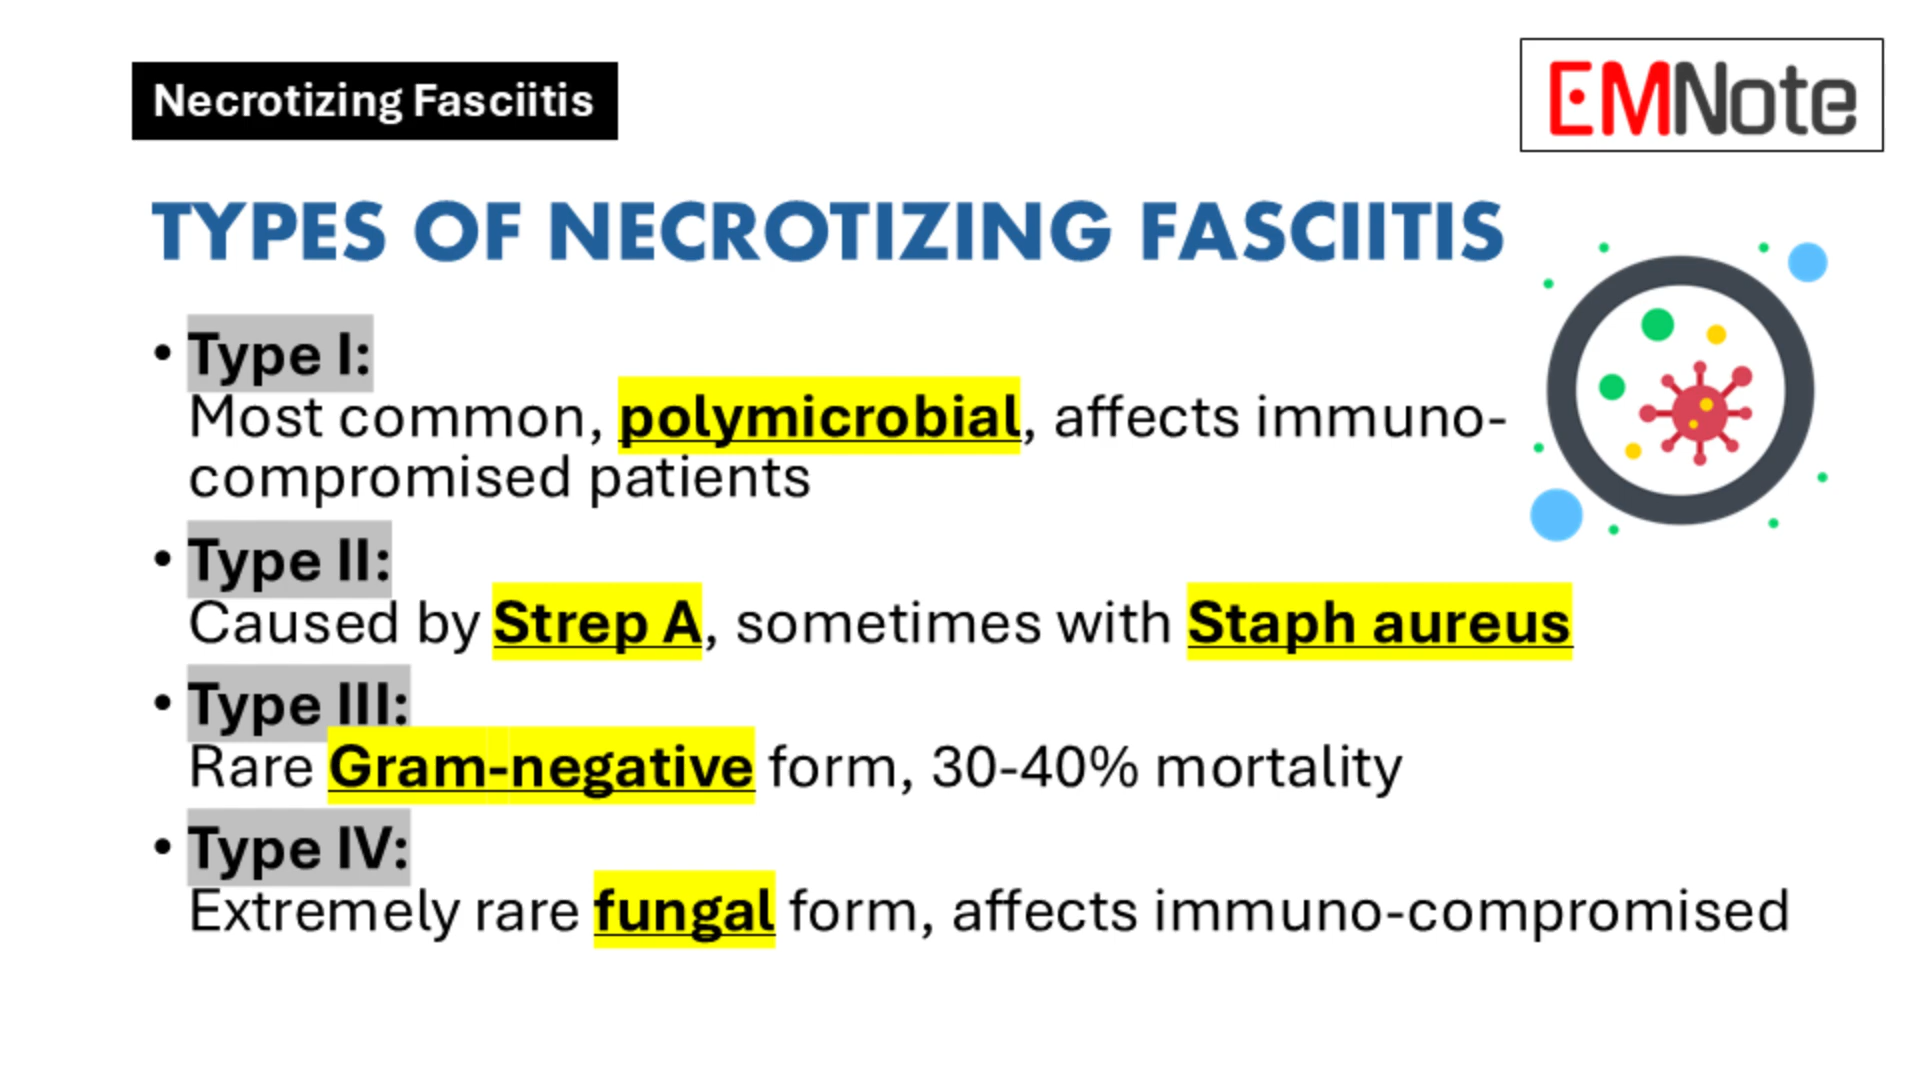 Necrotizing Fasciitis
EMNote
TYPES OF NECROTIZING FASCIITIS
• Type I:
Most common, polymicrobial, affects immuno-
compromised patients
• Type II:
Caused by Strep A, sometimes with Staph aureus
• Type III:
Rare Gram-negative form, 30-40% mortality
• Type IV:
Extremely rare fungal form, affects immuno-compromised